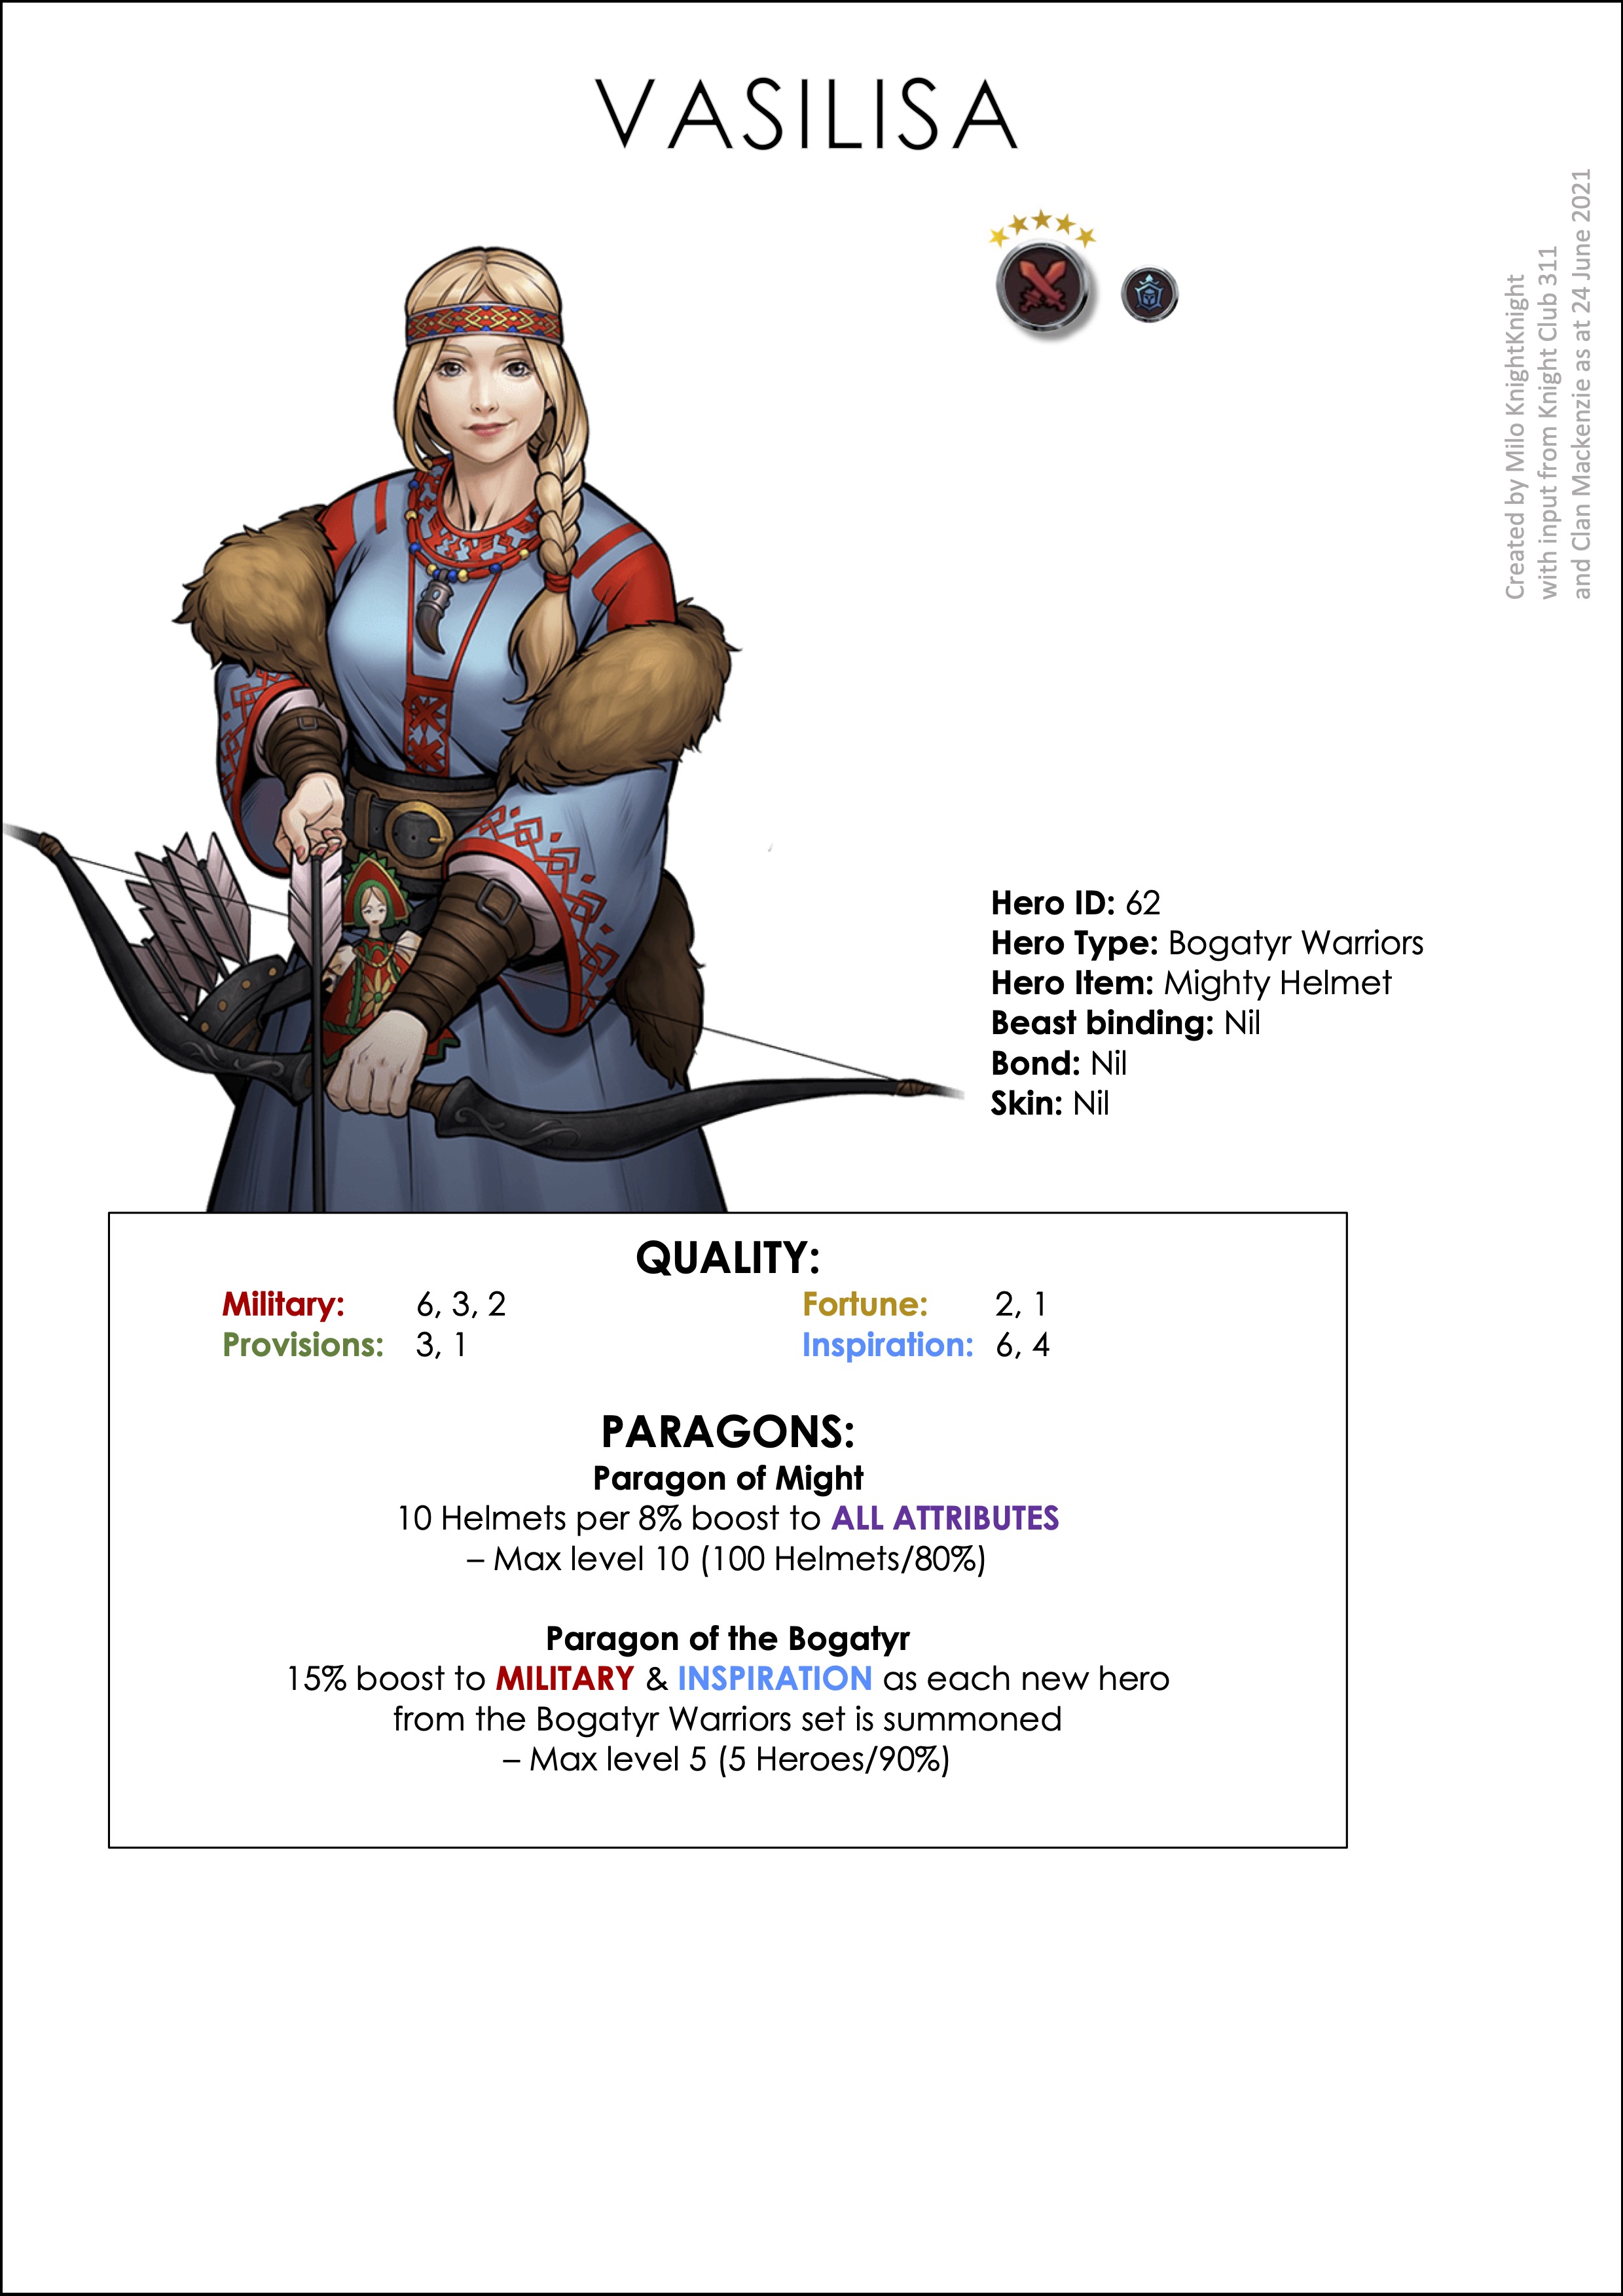 VASILISA
Created by Milo KnightKnight
with input from Knight Club 311
and Clan Mackenzie as at 24 June 2021
Hero ID: 62
Hero Type: Bogatyr Warriors
Hero Item: Mighty Helmet
Beast binding: Nil
Bond: Nil
Skin: Nil
QUALITY:
Military: 6, 3, 2 Fortune: 2, 1
Provisions: 3, 1 Inspiration: 6, 4
PARAGONS:
Paragon of Might
10 Helmets per 8% boost to ALL ATTRIBUTES
– Max level 10 (100 Helmets/80%)
Paragon of the Bogatyr
15% boost to MILITARY & INSPIRATION as each new hero
from the Bogatyr Warriors set is summoned
– Max level 5 (5 Heroes/90%)